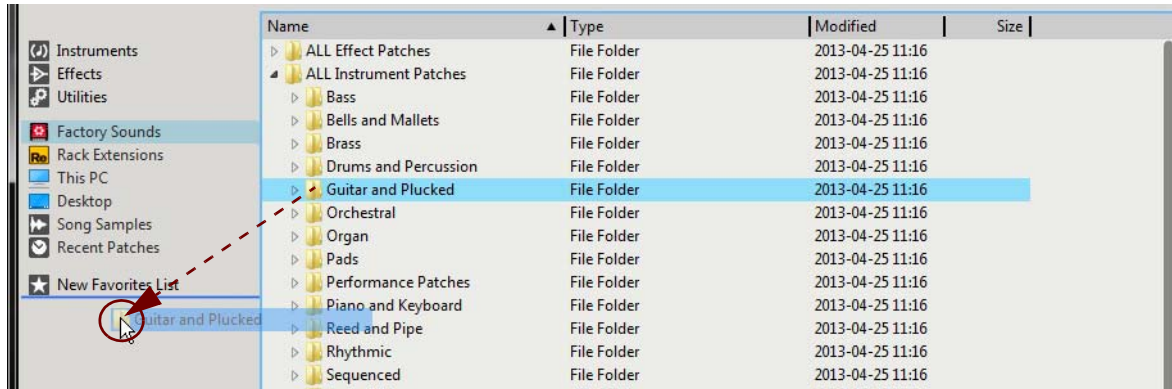 Name Type Modified Size
Instruments
Effects
Utilities
Factory Sounds
Re Rack Extensions
This PC
Desktop
Song Samples
Recent Patches
New Favorites List
Guitar and Plucked
ALL Effect Patches File Folder 2013-04-25 11:16
ALL Instrument Patches File Folder 2013-04-25 11:16
Bass File Folder 2013-04-25 11:16
Bells and Mallets File Folder 2013-04-25 11:16
Brass File Folder 2013-04-25 11:16
Drums and Percussion File Folder 2013-04-25 11:16
Guitar and Plucked File Folder 2013-04-25 11:16
Orchestral File Folder 2013-04-25 11:16
Organ File Folder 2013-04-25 11:16
Pads File Folder 2013-04-25 11:16
Performance Patches File Folder 2013-04-25 11:16
Piano and Keyboard File Folder 2013-04-25 11:16
Reed and Pipe File Folder 2013-04-25 11:16
Rhythmic File Folder 2013-04-25 11:16
Sequenced File Folder 2013-04-25 11:16